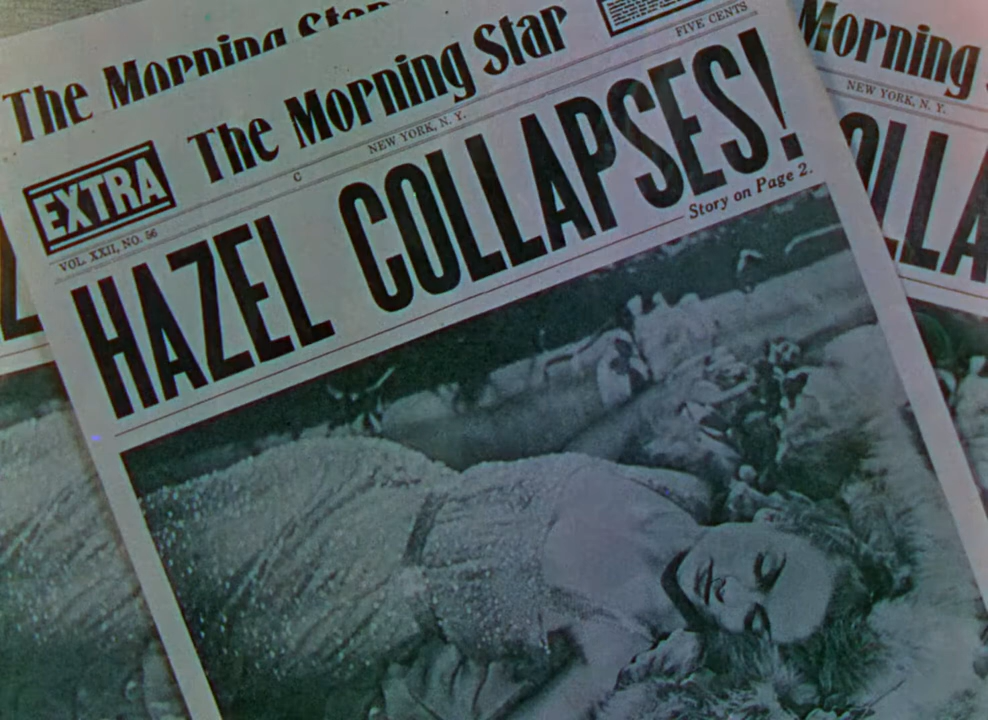 The Morning Star
The Morning Star
FIVE CENTS
EXTRA
C
NEW YORK, N. Y.
VOL. XXII, NO. 56
HAZEL COLLAPSES!
Story on Page 2.
Morning
NEW YORK, N. Y.
OLLA